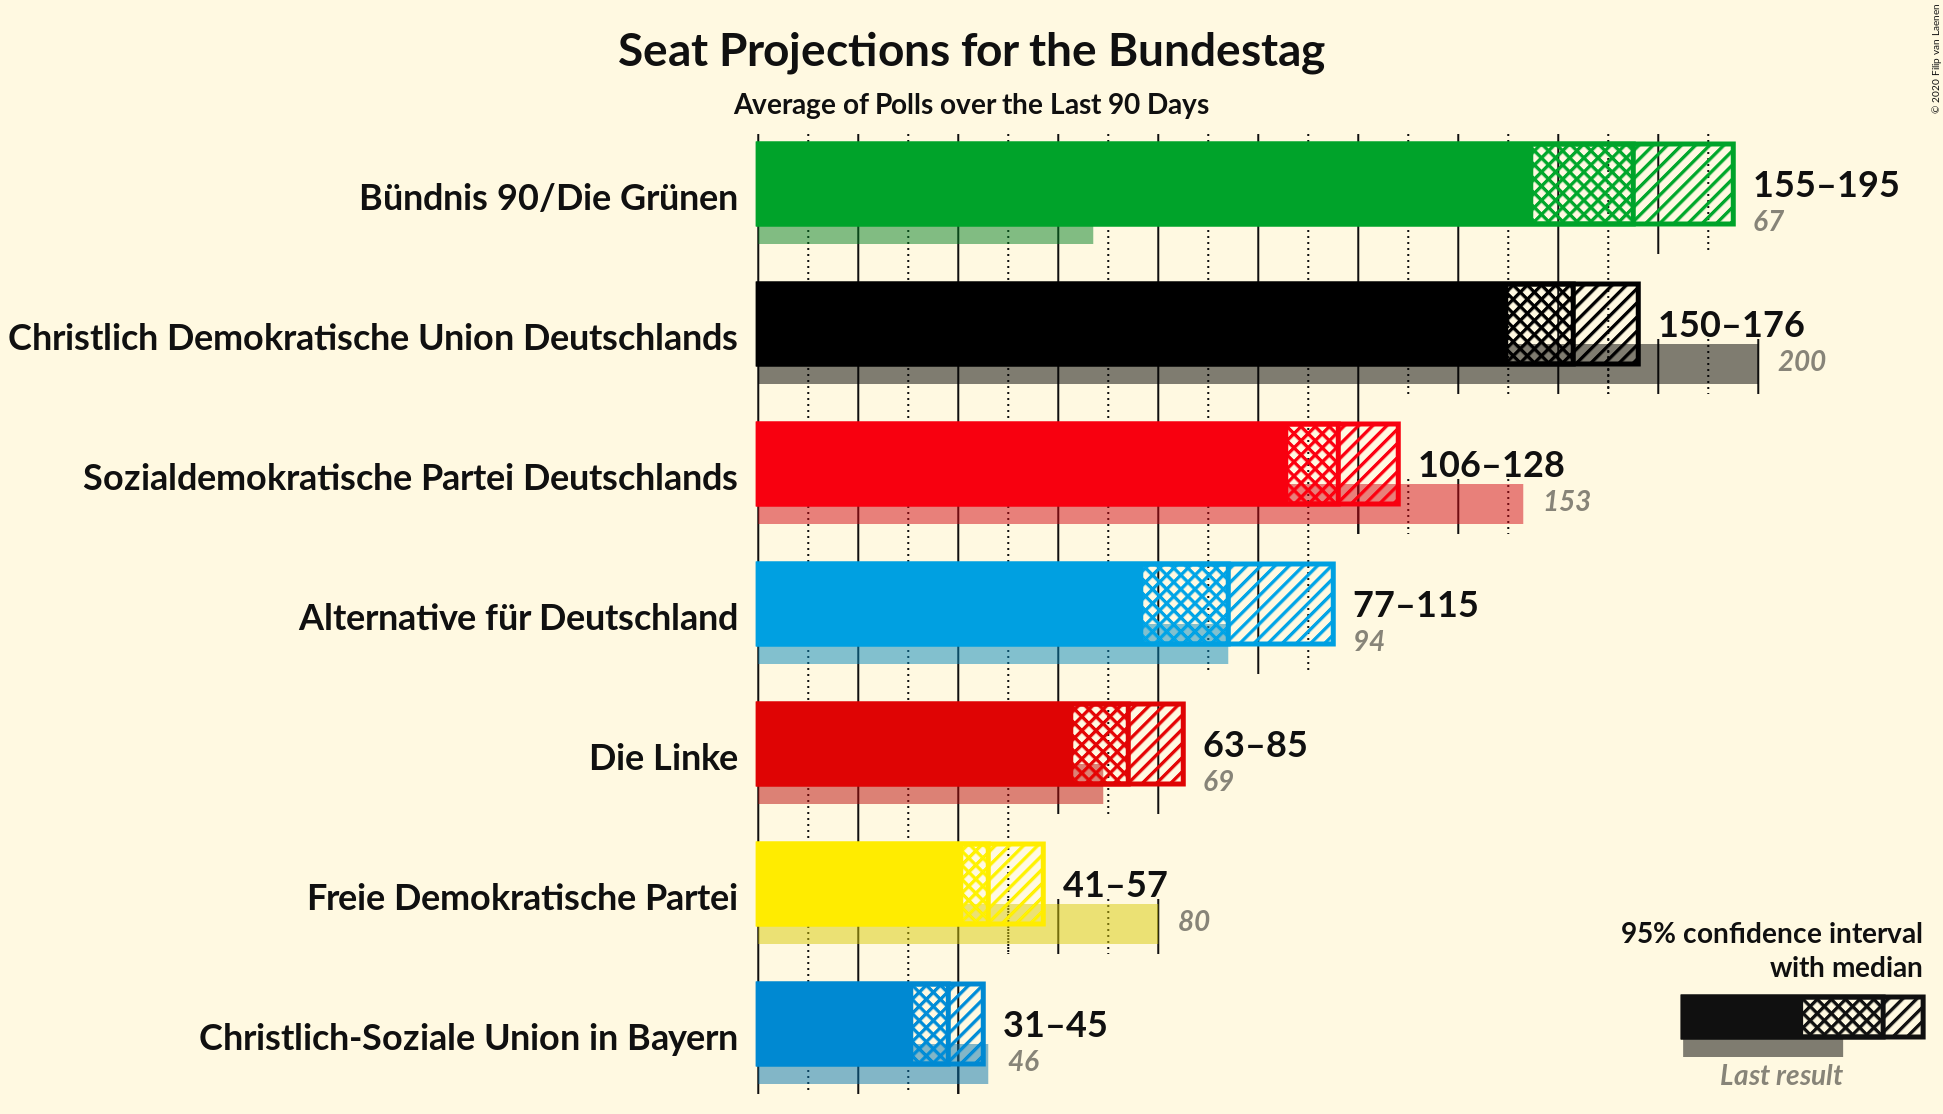 Seat Projections for the Bundestag
Average of Polls over the Last 90 Days
© 2020 Filip van Laenen
Bündnis 90/Die Grünen
155–195
67
Christlich Demokratische Union Deutschlands
150–176
200
Sozialdemokratische Partei Deutschlands
106–128
153
Alternative für Deutschland
77–115
94
Die Linke
63–85
69
Freie Demokratische Partei
41–57
80
Christlich-Soziale Union in Bayern
31–45
46
95% confidence interval
with median
Last result